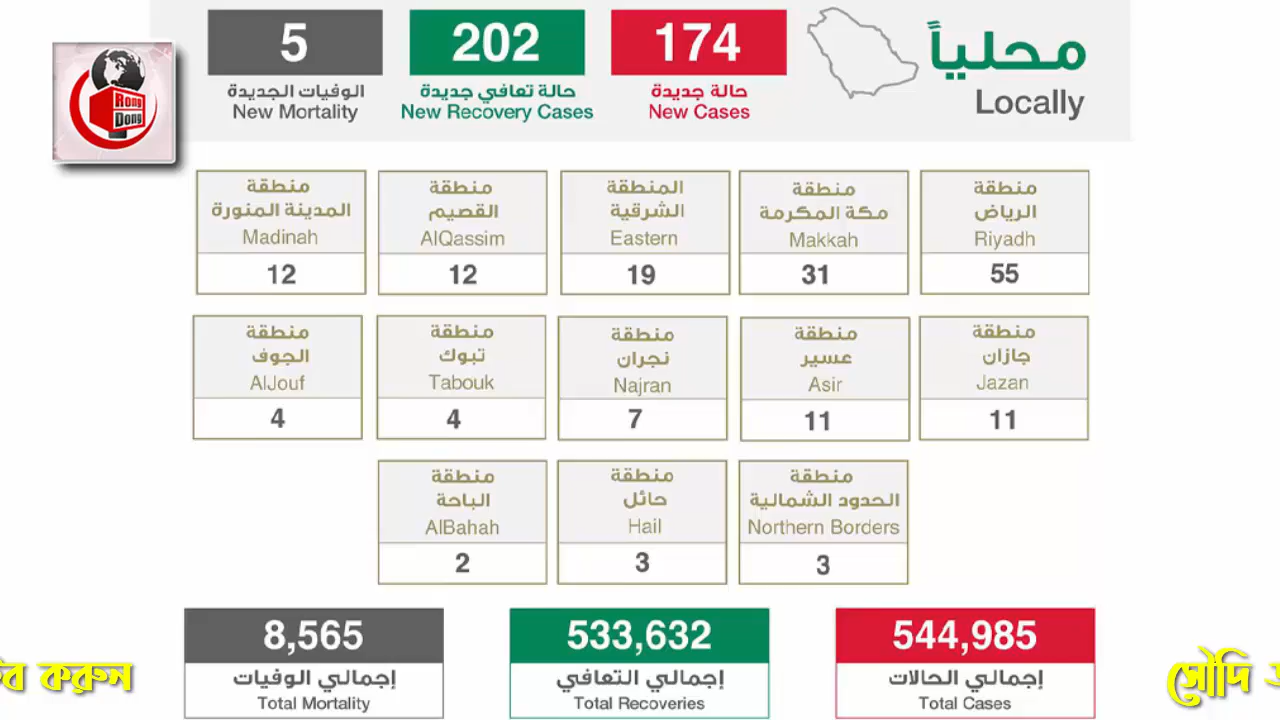 محلياً
Locally
174
حالة جديدة
New Cases
202
حالة تعافي جديدة
New Recovery Cases
5
الوفيات الجديدة
New Mortality
Rong
Dong
منطقة
الرياض
Riyadh
55
منطقة
مكة المكرمة
Makkah
31
المنطقة
الشرقية
Eastern
19
منطقة
القصيم
AlQassim
12
منطقة
المدينة المنورة
Madinah
12
منطقة
جازان
Jazan
11
منطقة
عسير
Asir
11
منطقة
نجران
Najran
7
منطقة
تبوك
Tabouk
4
منطقة
الجوف
AlJouf
4
منطقة
الحدود الشمالية
Northern Borders
3
منطقة
حائل
Hail
3
منطقة
الباحة
AlBahah
2
544,985
إجمالي الحالات
Total Cases
533,632
إجمالي التعافي
Total Recoveries
8,565
إجمالي الوفيات
Total Mortality
করুন
সৌদি